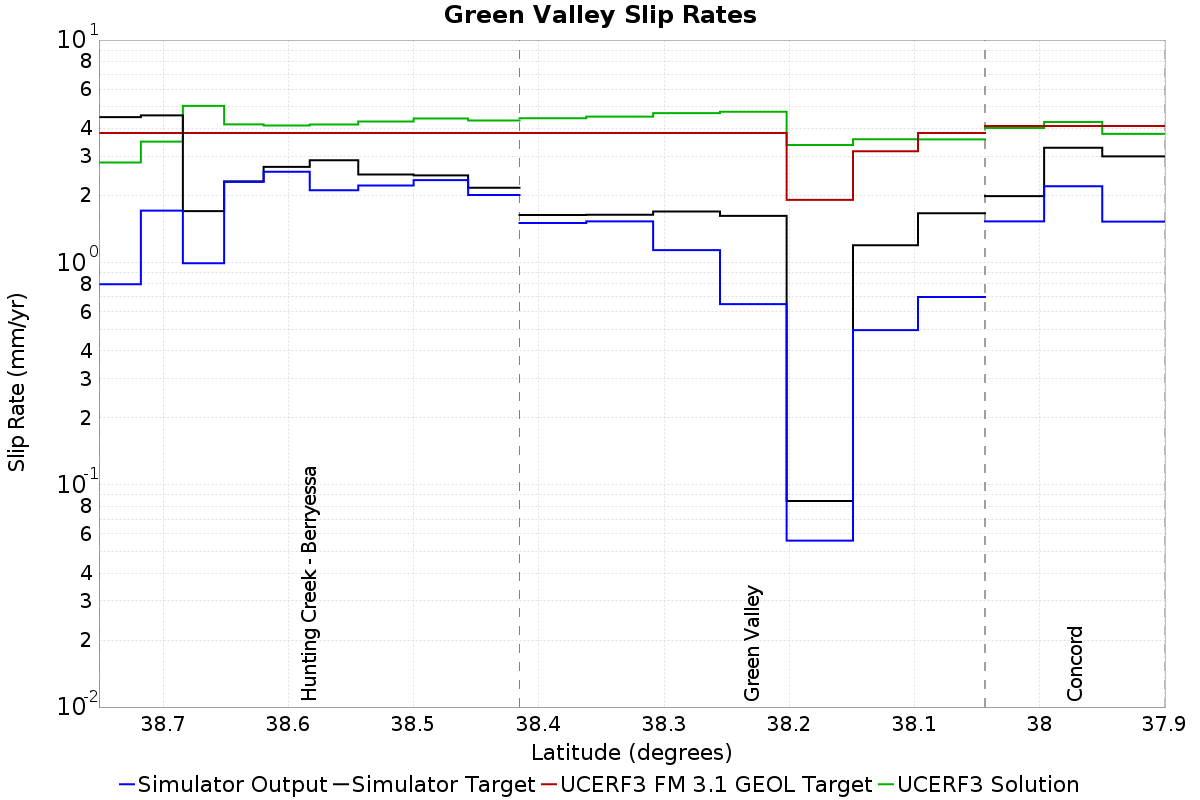 Green Valley Slip Rates
Slip Rate (mm/yr)
10^1
8
6
4
3
2
10^0
8
6
4
3
2
10^-1
8
6
4
3
2
10^-2
Hunting Creek - Berryessa
Green Valley
Concord
38.7 38.6 38.5 38.4 38.3 38.2 38.1 38 37.9
Latitude (degrees)
Simulator Output Simulator Target UCERF3 FM 3.1 GEOL Target UCERF3 Solution